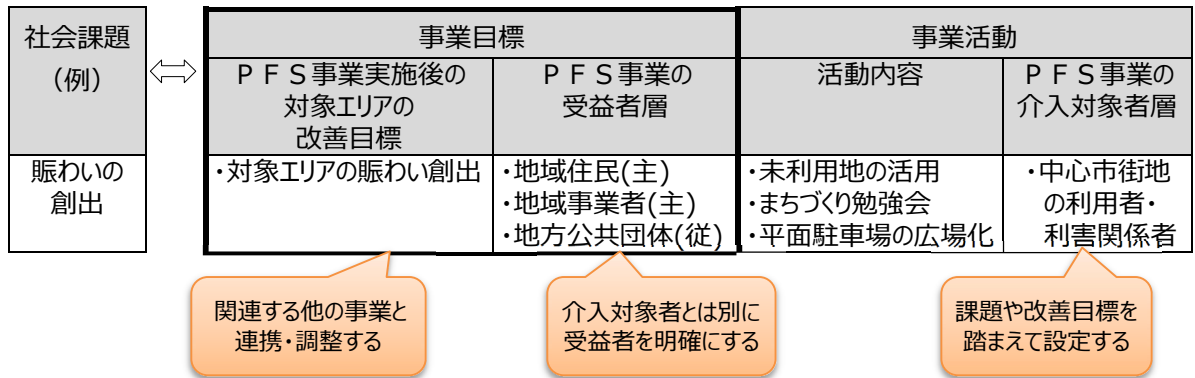 社会課題
(例)
⇔
事業目標
事業活動
ＰＦＳ事業実施後の
対象エリアの
改善目標
ＰＦＳ事業の
受益者層
活動内容
ＰＦＳ事業の
介入対象者層
賑わいの
創出
・対象エリアの賑わい創出
・地域住民(主)
・地域事業者(主)
・地方公共団体(従)
・未利用地の活用
・まちづくり勉強会
・平面駐車場の広場化
・中心市街地
の利用者・
利害関係者
関連する他の事業と
連携・調整する
介入対象者とは別に
受益者を明確にする
課題や改善目標を
踏まえて設定する